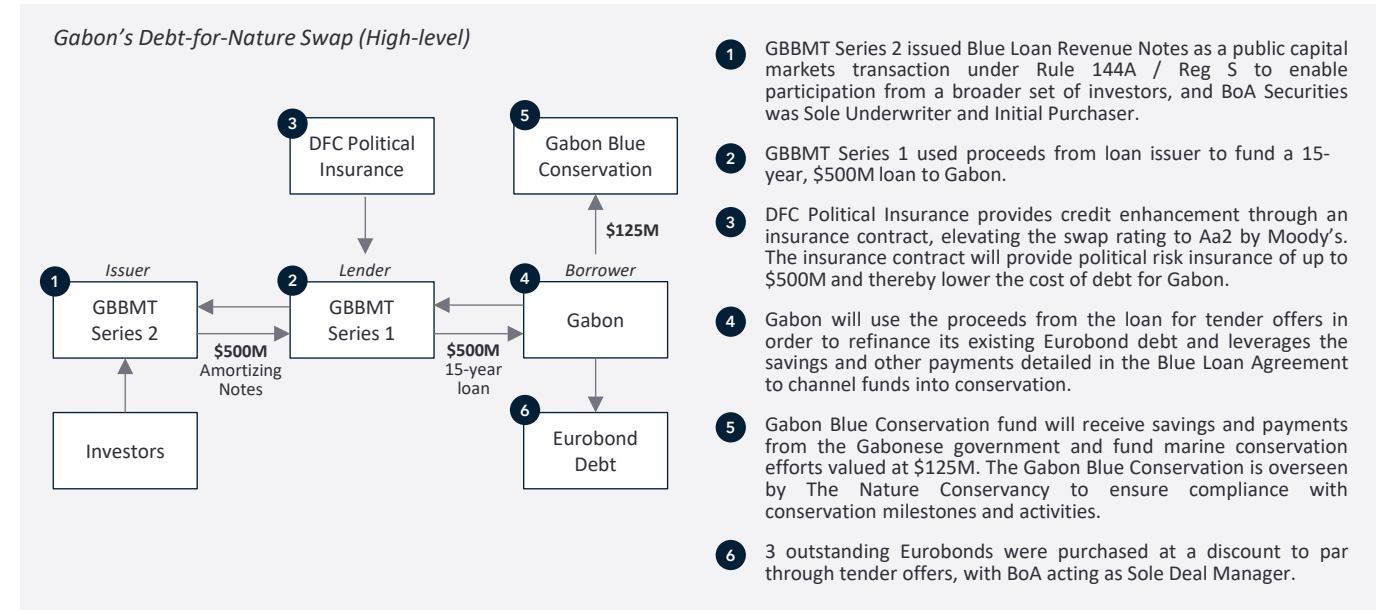 Gabon's Debt-for-Nature Swap (High-level)
3
DFC Political
Insurance
5
Gabon Blue
Conservation
$125M
Issuer
1
GBBMT
Series 2
Lender
2
GBBMT
Series 1
Borrower
4
Gabon
$500M
Amortizing
Notes
$500M
15-year
loan
Investors
6
Eurobond
Debt
1
GBBMT Series 2 issued Blue Loan Revenue Notes as a public capital
markets transaction under Rule 144A / Reg S to enable
participation from a broader set of investors, and BoA Securities
was Sole Underwriter and Initial Purchaser.
2
GBBMT Series 1 used proceeds from loan issuer to fund a 15-
year, $500M loan to Gabon.
3
DFC Political Insurance provides credit enhancement through an
insurance contract, elevating the swap rating to Aa2 by Moody's.
The insurance contract will provide political risk insurance of up to
$500M and thereby lower the cost of debt for Gabon.
4
Gabon will use the proceeds from the loan for tender offers in
order to refinance its existing Eurobond debt and leverages the
savings and other payments detailed in the Blue Loan Agreement
to channel funds into conservation.
5
Gabon Blue Conservation fund will receive savings and payments
from the Gabonese government and fund marine conservation
efforts valued at $125M. The Gabon Blue Conservation is overseen
by The Nature Conservancy to ensure compliance with
conservation milestones and activities.
6
3 outstanding Eurobonds were purchased at a discount to par
through tender offers, with BoA acting as Sole Deal Manager.